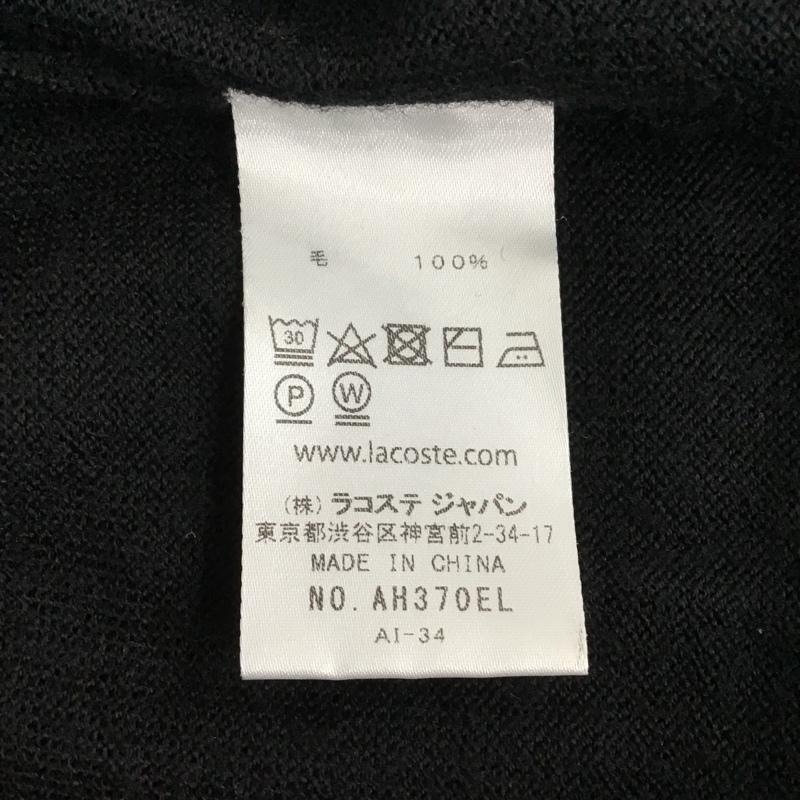 毛 100%
30
P W
www.lacoste.com
(株) ラコステ ジャパン
東京都渋谷区神宮前2-34-17
MADE IN CHINA
NO. AH370EL
AI-34